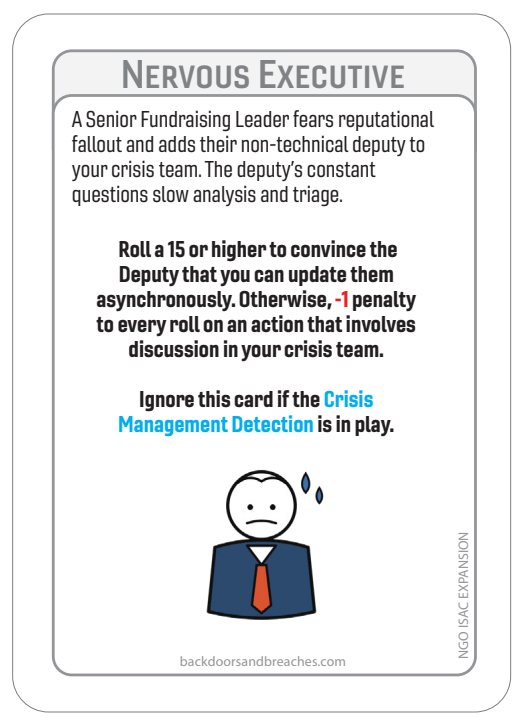 NERVOUS EXECUTIVE
A Senior Fundraising Leader fears reputational
fallout and adds their non-technical deputy to
your crisis team. The deputy's constant
questions slow analysis and triage.
Roll a 15 or higher to convince the
Deputy that you can update them
asynchronously. Otherwise, -1 penalty
to every roll on an action that involves
discussion in your crisis team.
Ignore this card if the Crisis
Management Detection is in play.
NGO ISAC EXPANSION
backdoorsandbreaches.com